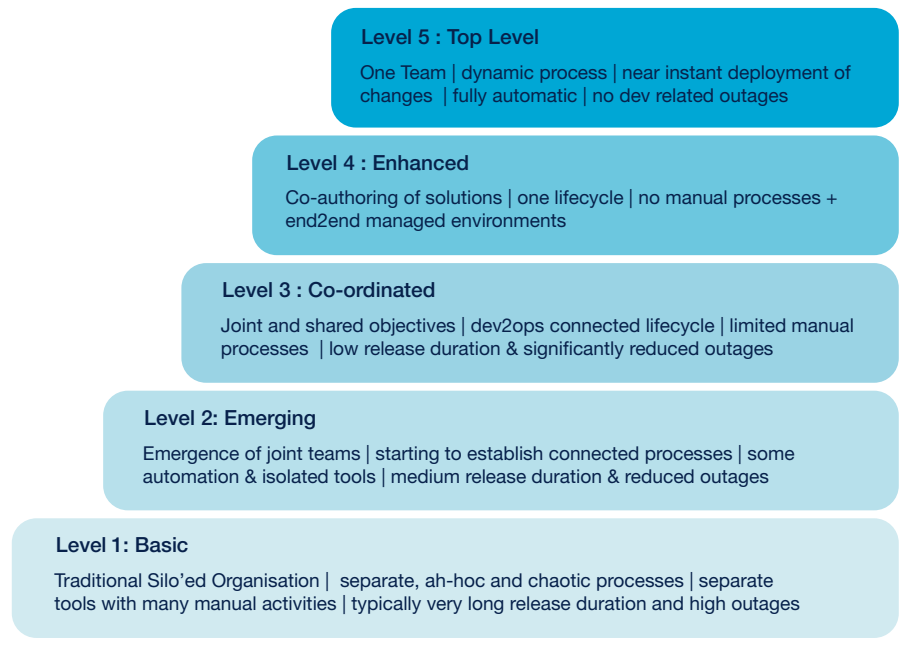 Level 5 : Top Level
One Team | dynamic process | near instant deployment of
changes | fully automatic | no dev related outages
Level 4 : Enhanced
Co-authoring of solutions | one lifecycle | no manual processes +
end2end managed environments
Level 3 : Co-ordinated
Joint and shared objectives | dev2ops connected lifecycle | limited manual
processes | low release duration & significantly reduced outages
Level 2: Emerging
Emergence of joint teams | starting to establish connected processes | some
automation & isolated tools | medium release duration & reduced outages
Level 1: Basic
Traditional Silo’ed Organisation | separate, ah-hoc and chaotic processes | separate
tools with many manual activities | typically very long release duration and high outages